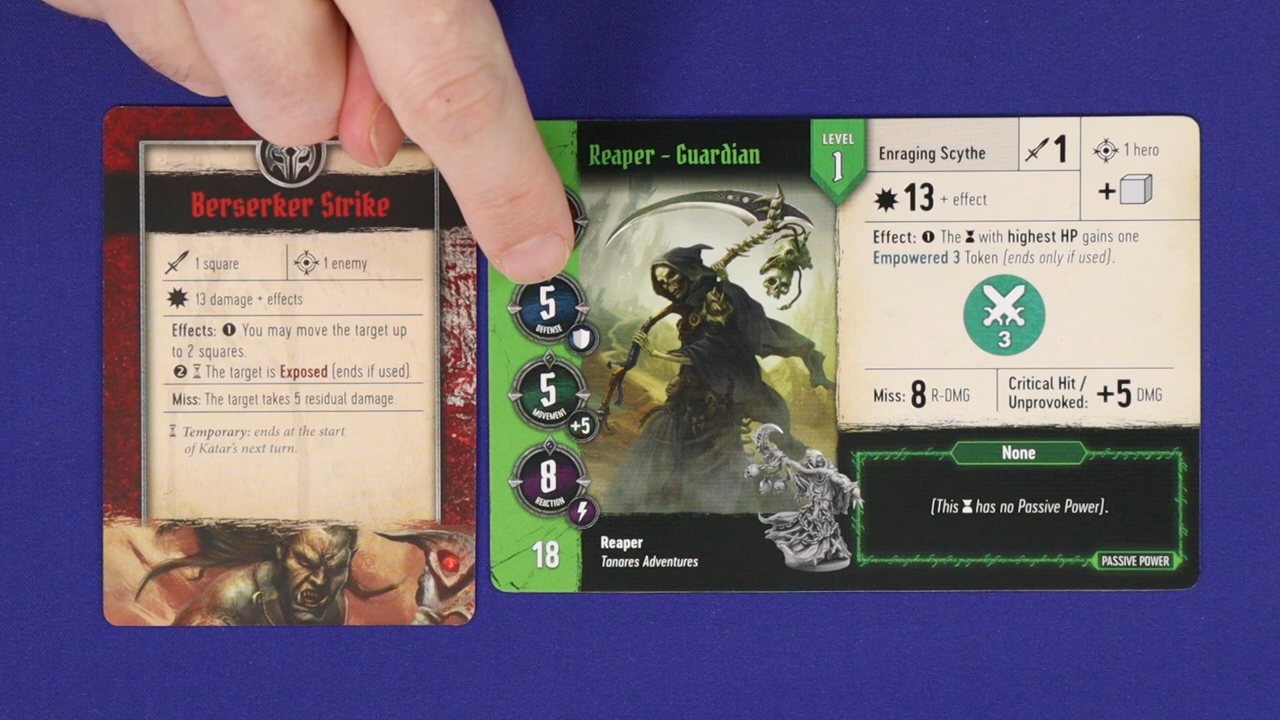 Berserker Strike
1 square
1 enemy
13 damage + effects
Effects: ❶ You may move the target up
to 2 squares.
❷ The target is Exposed (ends if used).
Miss: The target takes 5 residual damage.
Temporary: ends at the start
of Katar's next turn.
Reaper - Guardian
LEVEL
1
5
DEFENSE
5
MOVEMENT
+5
8
REACTION
18
Reaper
Tanares Adventures
Enraging Scythe
1
1 hero
+
13 + effect
Effect: ❶ The with highest HP gains one
Empowered 3 Token [ends only if used].
3
Miss: 8 R-DMG
Critical Hit /
Unprovoked: +5 DMG
None
[This has no Passive Power].
PASSIVE POWER